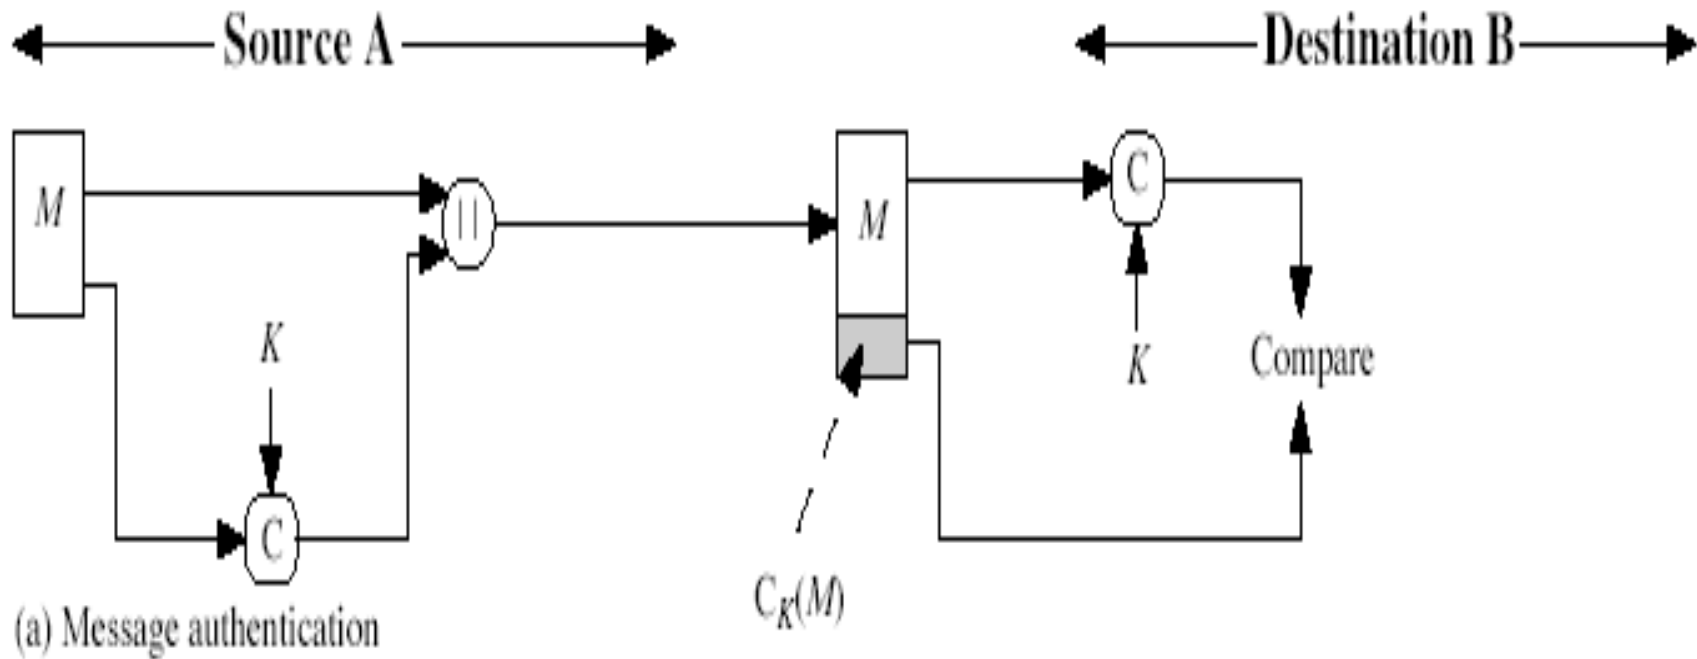 Source A
Destination B
M
||
M
C
K
K
Compare
C
C_K(M)
(a) Message authentication